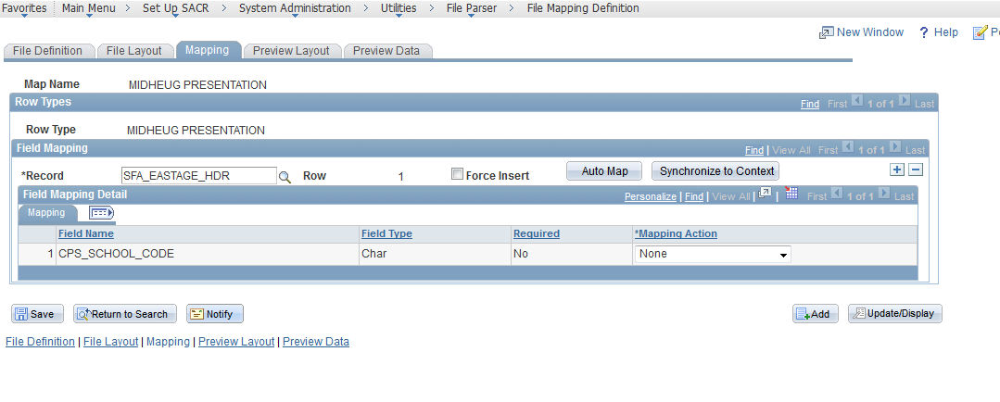 Favorites Main Menu > Set Up SACR > System Administration > Utilities > File Parser > File Mapping Definition
New Window ? Help
File Definition File Layout Mapping Preview Layout Preview Data
Map Name MIDHEUG PRESENTATION
Row Types Find First 1 of 1 Last
Row Type MIDHEUG PRESENTATION
Field Mapping Find | View All First 1 of 1 Last
*Record SFA_EASTAGE_HDR Row 1 Force Insert Auto Map Synchronize to Context
Field Mapping Detail Personalize | Find | View All | | First 1 of 1 Last
Mapping
Field Name Field Type Required *Mapping Action
1 CPS_SCHOOL_CODE Char No None
Save Return to Search Notify Add Update/Display
File Definition | File Layout | Mapping | Preview Layout | Preview Data